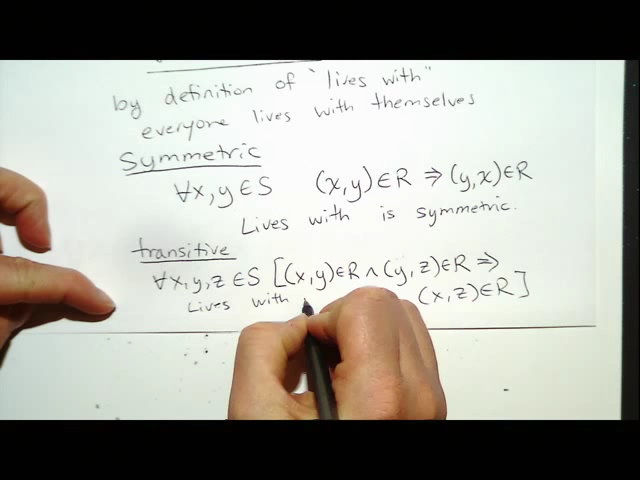 by definition of "lives with"
everyone lives with themselves
Symmetric
∀x,y∈S (x,y)∈R ⇒ (y,x)∈R
Lives with is symmetric.
transitive
∀x,y,z∈S [(x,y)∈R ∧ (y,z)∈R ⇒
(x,z)∈R]
Lives with